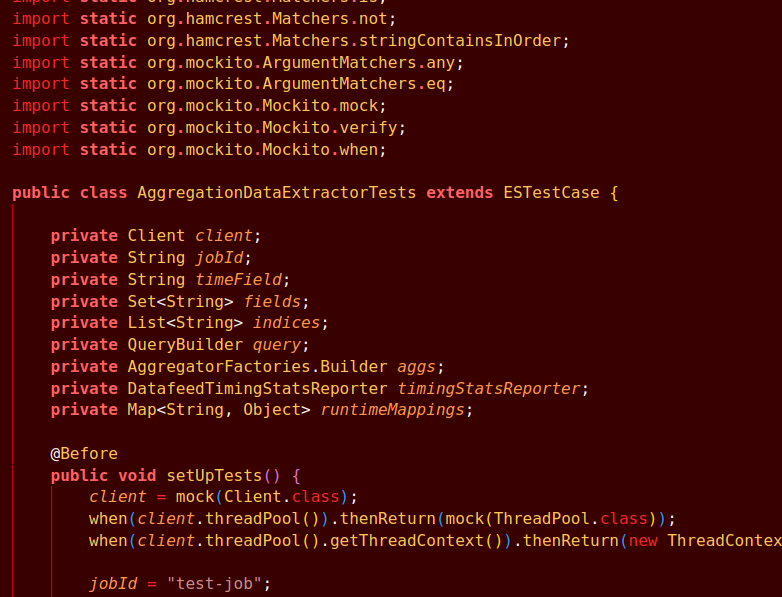 import static org.hamcrest.Matchers.is;
import static org.hamcrest.Matchers.not;
import static org.hamcrest.Matchers.stringContainsInOrder;
import static org.mockito.ArgumentMatchers.any;
import static org.mockito.ArgumentMatchers.eq;
import static org.mockito.Mockito.mock;
import static org.mockito.Mockito.verify;
import static org.mockito.Mockito.when;
public class AggregationDataExtractorTests extends ESTestCase {
private Client client;
private String jobId;
private String timeField;
private Set<String> fields;
private List<String> indices;
private QueryBuilder query;
private AggregatorFactories.Builder aggs;
private DatafeedTimingStatsReporter timingStatsReporter;
private Map<String, Object> runtimeMappings;
@Before
public void setUpTests() {
client = mock(Client.class);
when(client.threadPool()).thenReturn(mock(ThreadPool.class));
when(client.threadPool().getThreadContext()).thenReturn(new ThreadContex
jobId = "test-job";